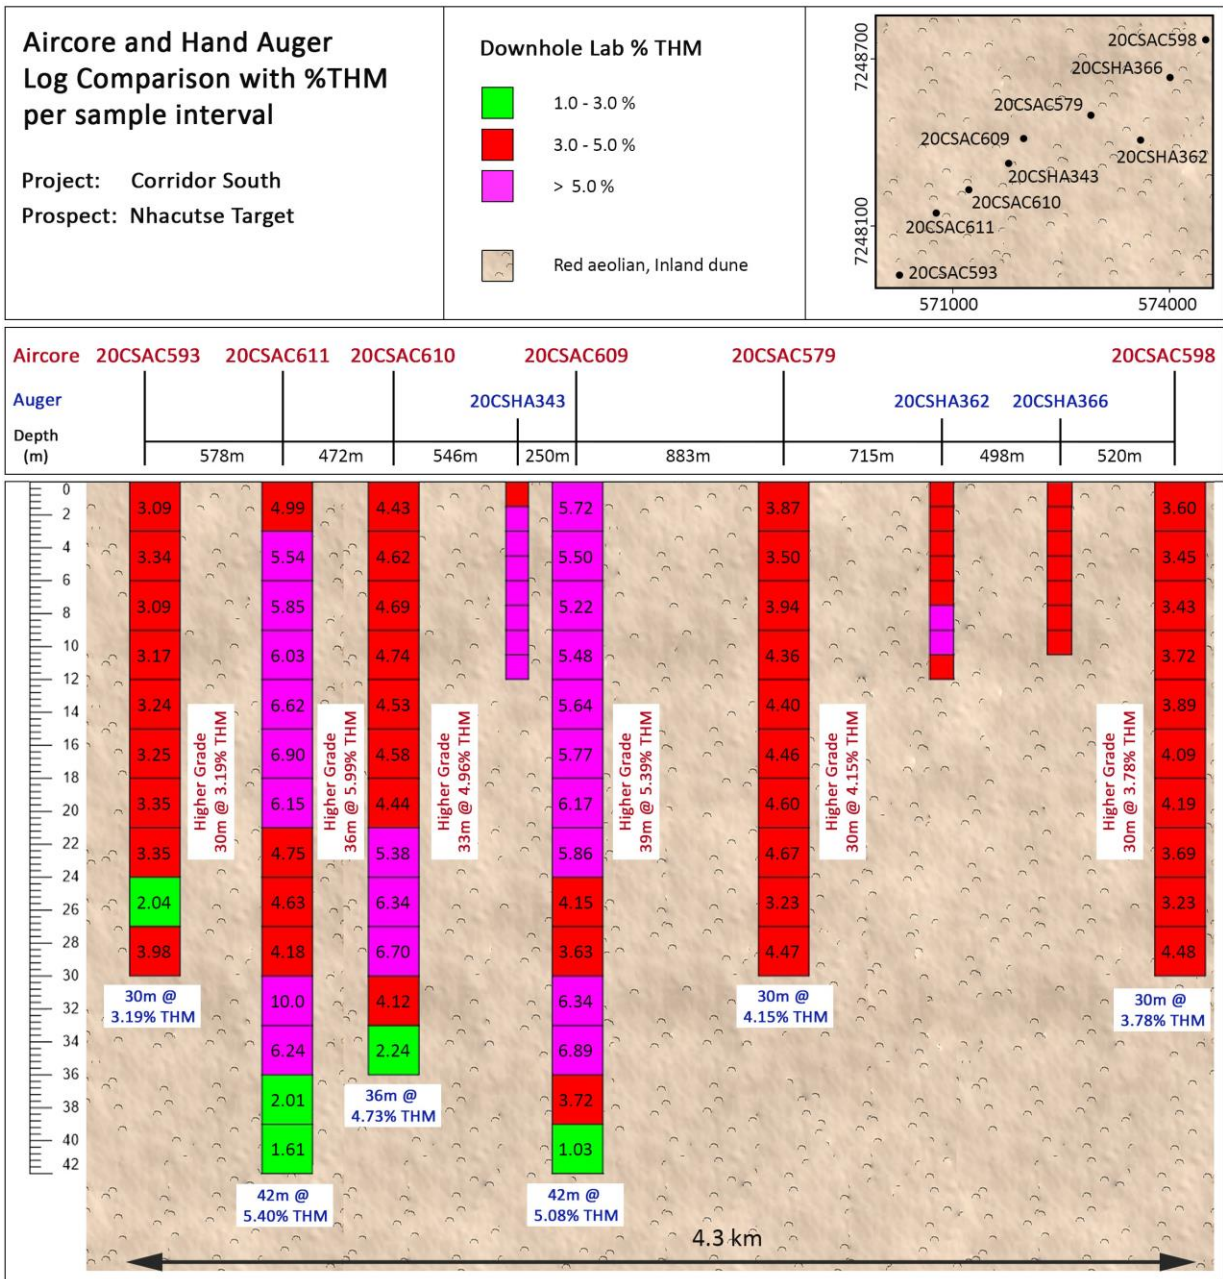 Aircore and Hand Auger
Log Comparison with %THM
per sample interval
Project: Corridor South
Prospect: Nhacutse Target
Downhole Lab % THM
1.0 - 3.0 %
3.0 - 5.0 %
> 5.0 %
Red aeolian, Inland dune
7248700
7248100
20CSAC598
20CSHA366
20CSAC579
20CSAC609
20CSHA362
20CSHA343
20CSAC610
20CSAC611
20CSAC593
571000 574000
Aircore 20CSAC593 20CSAC611 20CSAC610 20CSAC609 20CSAC579 20CSAC598
Auger 20CSHA343 20CSHA362 20CSHA366
Depth
(m)
578m 472m 546m 250m 883m 715m 498m 520m
0
2
4
6
8
10
12
14
16
18
20
22
24
26
28
30
32
34
36
38
40
42
3.09
3.34
3.09
3.17
3.24
3.25
3.35
3.35
2.04
3.98
30m @
3.19% THM
Higher Grade
30m @ 3.19% THM
4.99
5.54
5.85
6.03
6.62
6.90
6.15
4.75
4.63
4.18
10.0
6.24
2.01
1.61
42m @
5.40% THM
Higher Grade
36m @ 5.99% THM
4.43
4.62
4.69
4.74
4.53
4.58
4.44
5.38
6.34
6.70
4.12
2.24
36m @
4.73% THM
Higher Grade
33m @ 4.96% THM
5.72
5.50
5.22
5.48
5.64
5.77
6.17
5.86
4.15
3.63
6.34
6.89
3.72
1.03
42m @
5.08% THM
Higher Grade
39m @ 5.39% THM
3.87
3.50
3.94
4.36
4.40
4.46
4.60
4.67
3.23
4.47
30m @
4.15% THM
Higher Grade
30m @ 4.15% THM
Higher Grade
30m @ 3.78% THM
3.60
3.45
3.43
3.72
3.89
4.09
4.19
3.69
3.23
4.48
30m @
3.78% THM
4.3 km